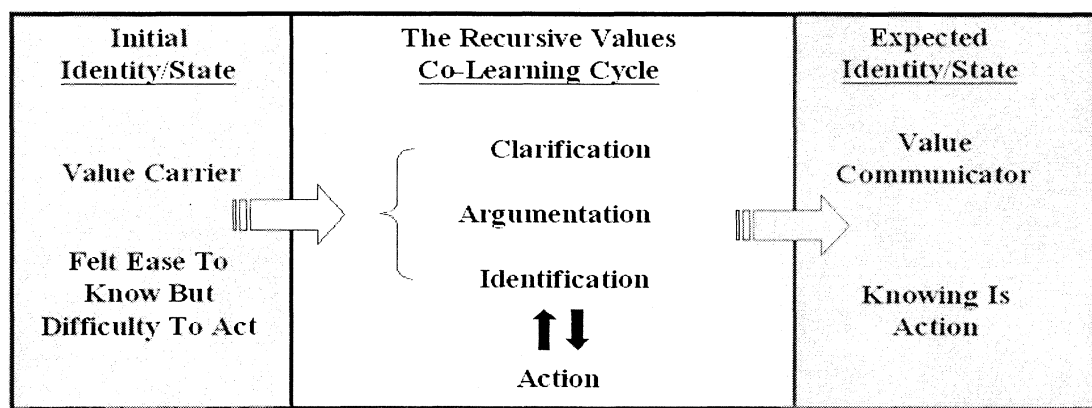 Initial
Identity/State
Value Carrier
Felt Ease To
Know But
Difficulty To Act
The Recursive Values
Co-Learning Cycle
Clarification
Argumentation
Identification
Action
Expected
Identity/State
Value
Communicator
Knowing Is
Action